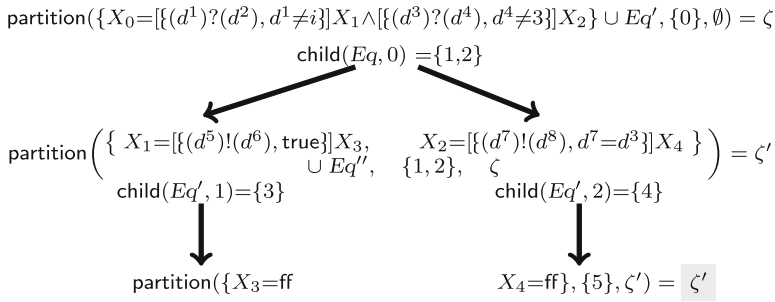 partition({X₀=[{(d¹)?(d²), d¹≠i}]X₁∧[{(d³)?(d⁴), d⁴≠3}]X₂} ∪ Eq′, {0}, ∅) = ζ
child(Eq, 0) ={1,2}
partition({ X₁=[{(d⁵)!(d⁶), true}]X₃, X₂=[{(d⁷)!(d⁸), d⁷=d³}]X₄ } ∪ Eq″, {1, 2}, ζ) = ζ′
child(Eq′, 1)={3} child(Eq′, 2)={4}
partition({X₃=ff X₄=ff}, {5}, ζ′) = ζ′